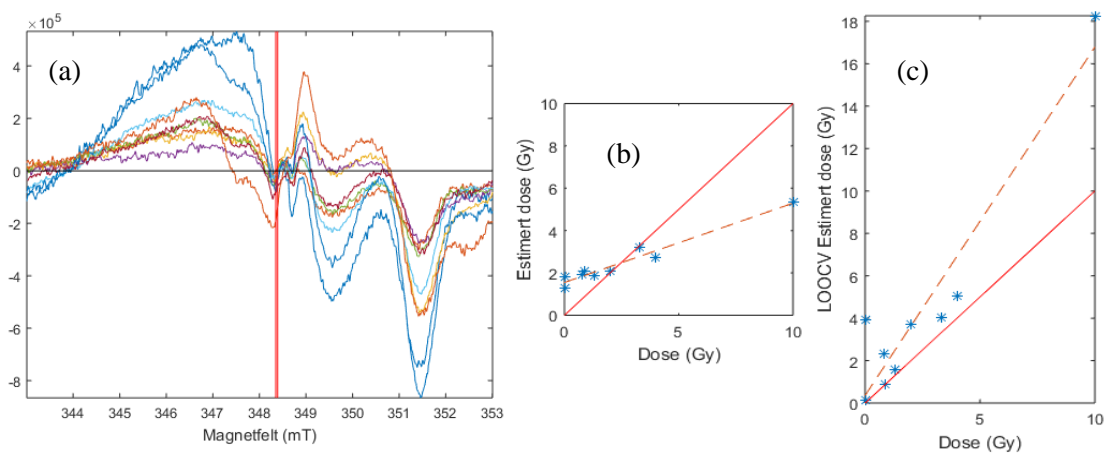 (a)
×10⁵
4
2
0
-2
-4
-6
-8
344 345 346 347 348 349 350 351 352 353
Magnetfelt (mT)
(b)
Estimert dose (Gy)
10
8
6
4
2
0
0 5 10
Dose (Gy)
(c)
LOOCV Estimert dose (Gy)
18
16
14
12
10
8
6
4
2
0
0 5 10
Dose (Gy)